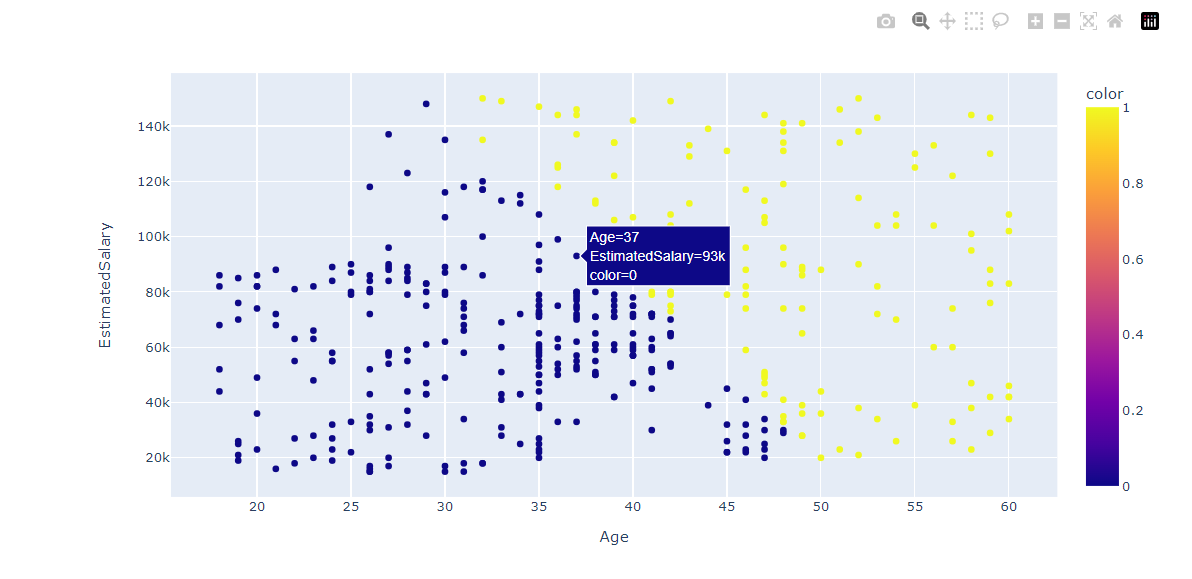 color
1
0.8
0.6
0.4
0.2
0
EstimatedSalary
140k
120k
100k
80k
60k
40k
20k
Age=37
EstimatedSalary=93k
color=0
20 25 30 35 40 45 50 55 60
Age